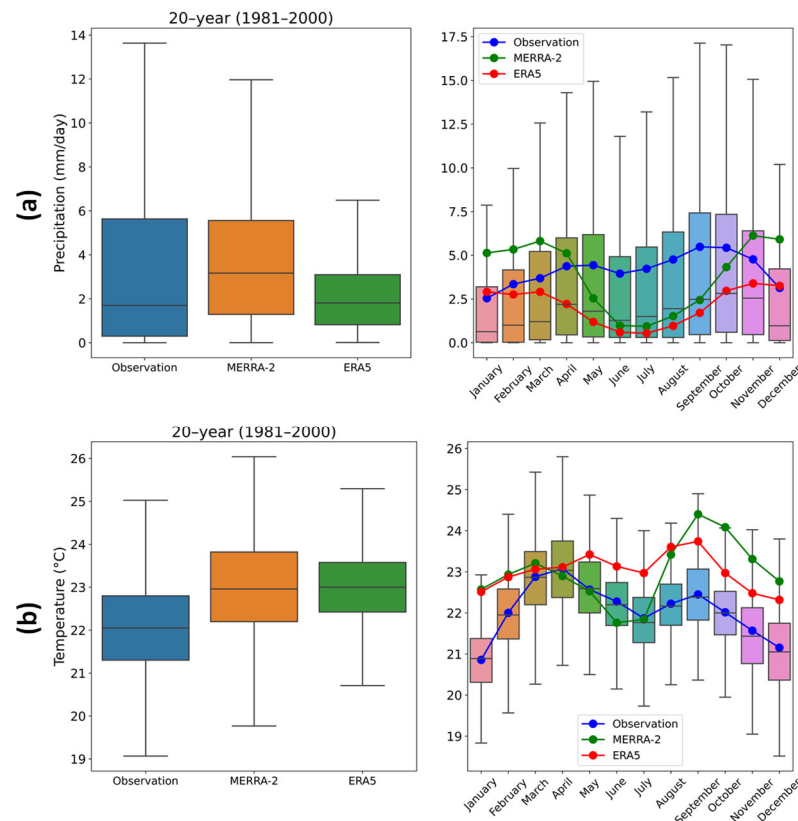 20–year (1981–2000)
(a)
Precipitation (mm/day)
14
12
10
8
6
4
2
0
Observation
MERRA-2
ERA5
17.5
15.0
12.5
10.0
7.5
5.0
2.5
0.0
Observation
MERRA-2
ERA5
January
February
March
April
May
June
July
August
September
October
November
December
20–year (1981–2000)
(b)
Temperature (°C)
26
25
24
23
22
21
20
19
Observation
MERRA-2
ERA5
26
25
24
23
22
21
20
19
Observation
MERRA-2
ERA5
January
February
March
April
May
June
July
August
September
October
November
December